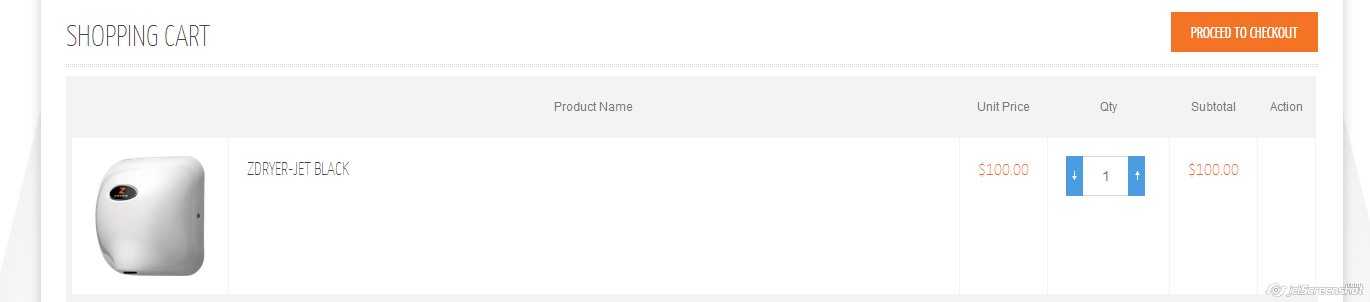 SHOPPING CART
PROCEED TO CHECKOUT
Product Name Unit Price Qty Subtotal Action
ZDRYER-JET BLACK $100.00 1 $100.00
Z
jetScreenshot
.com